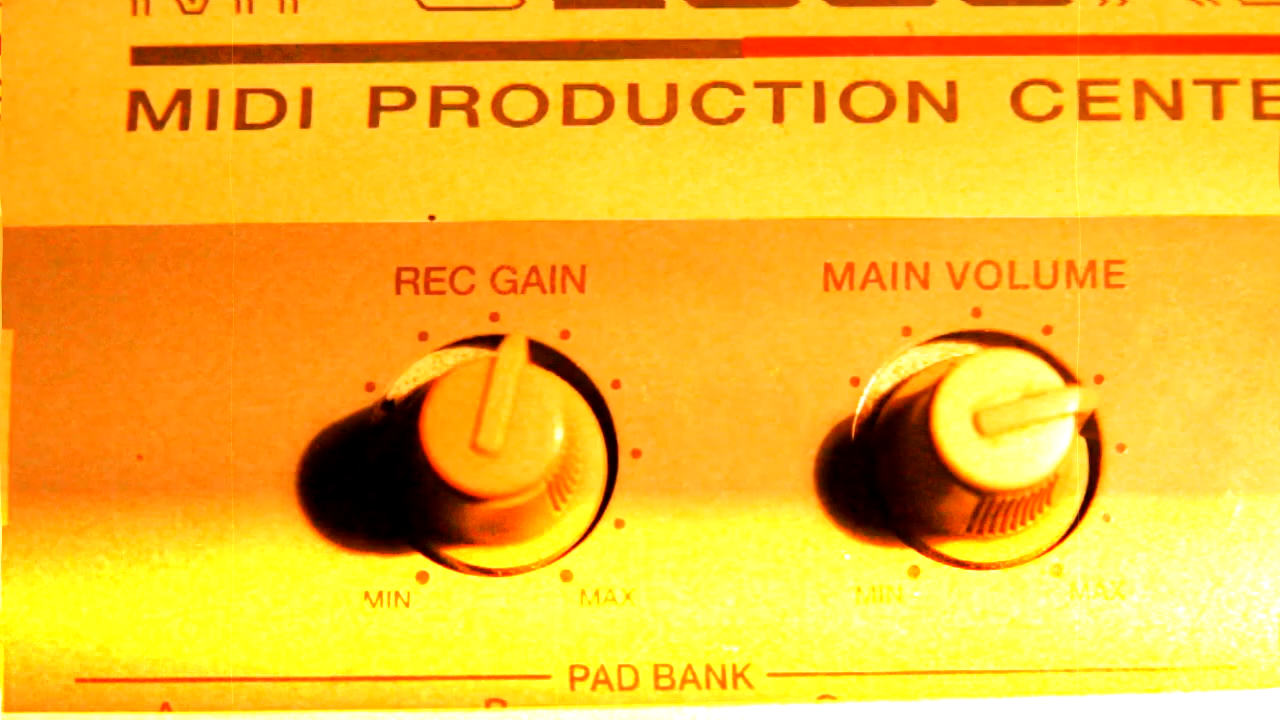 MIDI PRODUCTION CENTE
REC GAIN
MAIN VOLUME
MIN MAX
MIN MAX
PAD BANK